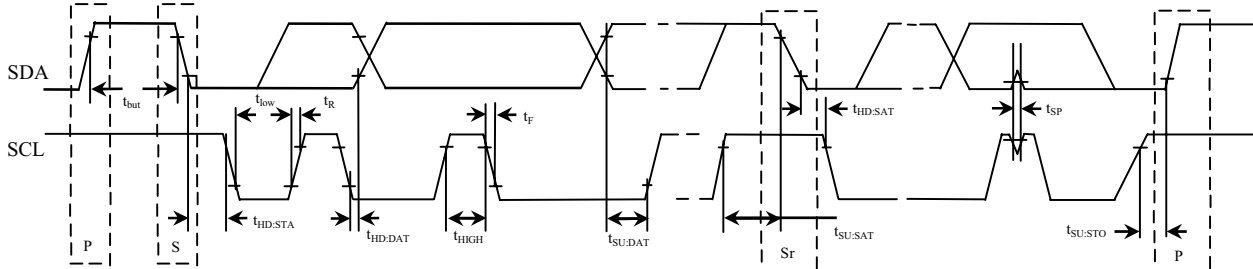 SDA
t_but
t_low
t_R
t_F
t_HD:SAT
t_SP
SCL
t_HD:STA
t_HD:DAT
t_HIGH
t_SU:DAT
t_SU:SAT
t_SU:STO
P
S
Sr
P